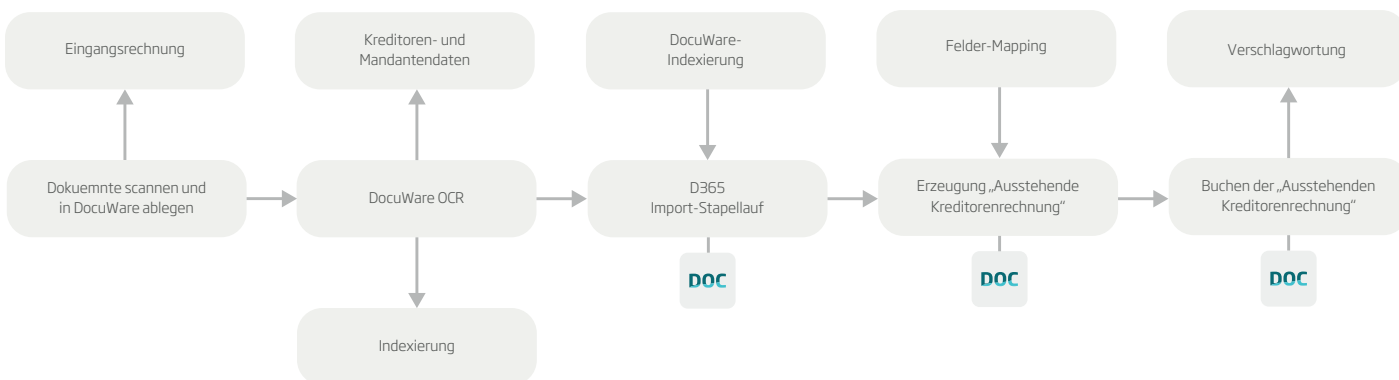 Eingangsrechnung
Kreditoren- und
Mandantendaten
DocuWare-
Indexierung
Felder-Mapping
Verschlagwortung
Dokuemnte scannen und
in DocuWare ablegen
DocuWare OCR
D365
Import-Stapellauf
Erzeugung „Ausstehende
Kreditorenrechnung“
Buchen der „Ausstehenden
Kreditorenrechnung“
DOC
DOC
DOC
Indexierung